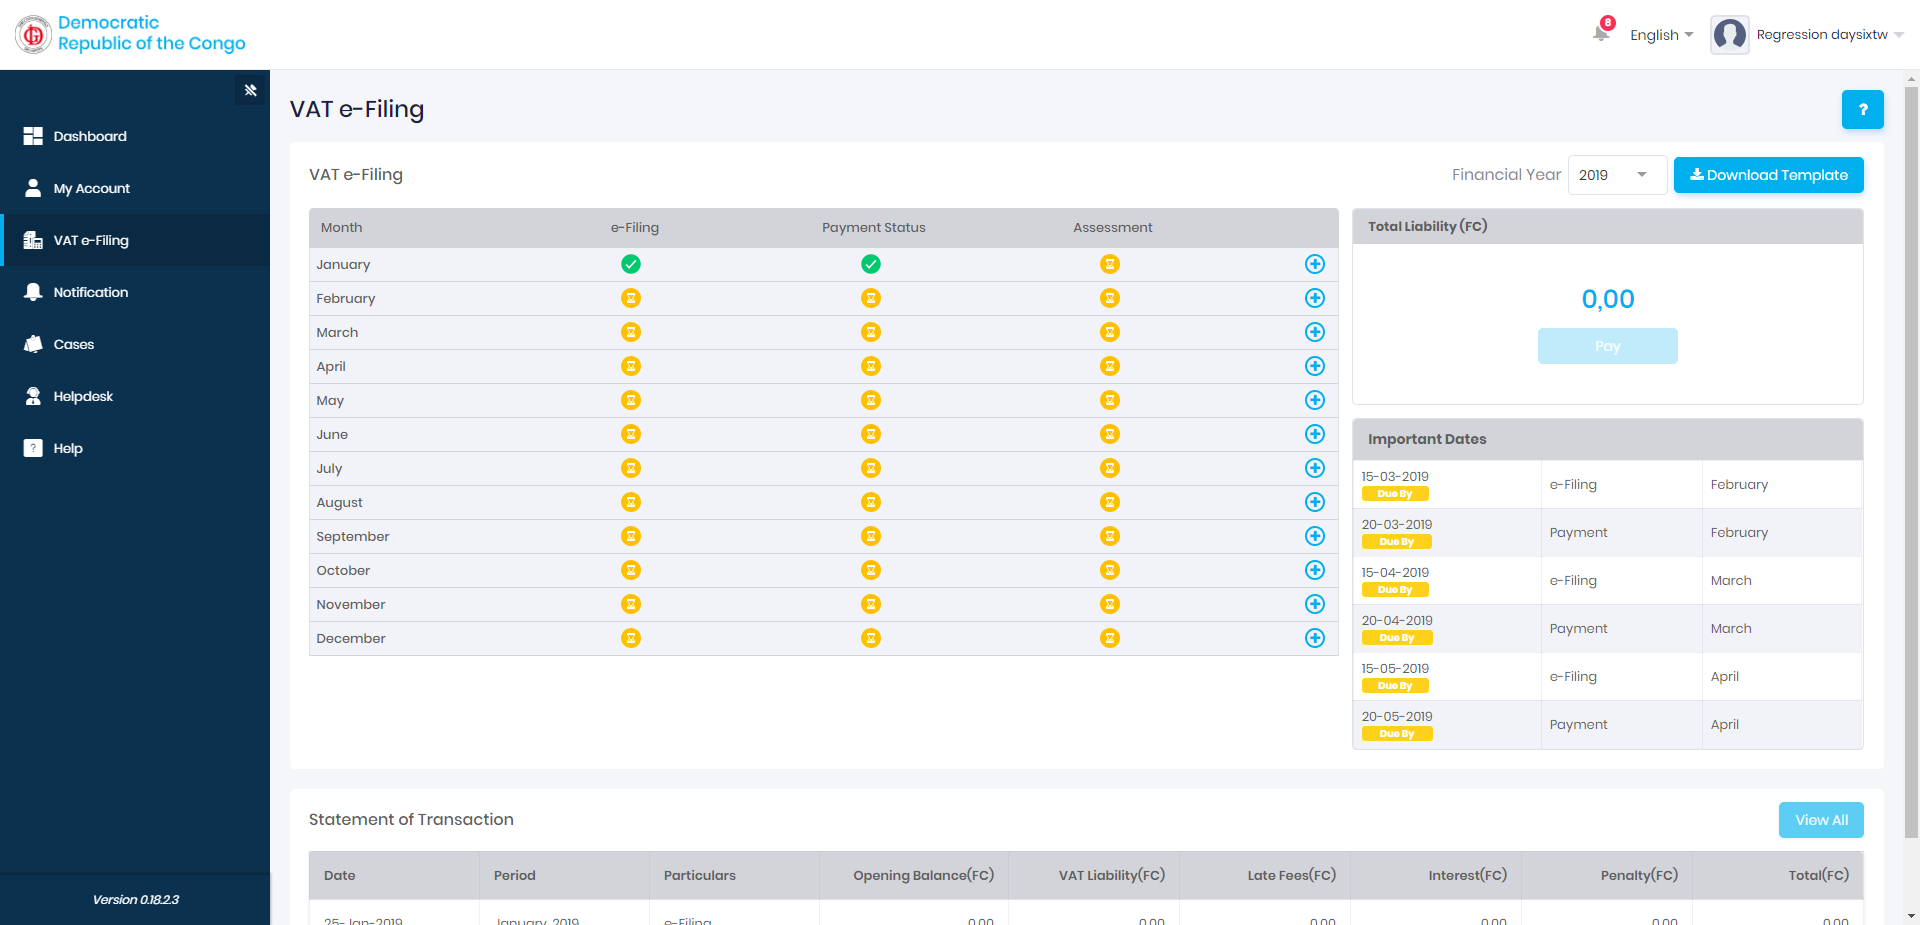 Democratic
Republic of the Congo
8
English
Regression daysixtw
Dashboard
My Account
VAT e-Filing
Notification
Cases
Helpdesk
? Help
Version 0.18.2.3
VAT e-Filing
?
VAT e-Filing
Financial Year 2019 Download Template
Month e-Filing Payment Status Assessment
January
February
March
April
May
June
July
August
September
October
November
December
Total Liability (FC)
0,00
Pay
Important Dates
15-03-2019 e-Filing February
Due By
20-03-2019 Payment February
Due By
15-04-2019 e-Filing March
Due By
20-04-2019 Payment March
Due By
15-05-2019 e-Filing April
Due By
20-05-2019 Payment April
Due By
Statement of Transaction
View All
Date Period Particulars Opening Balance(FC) VAT Liability(FC) Late Fees(FC) Interest(FC) Penalty(FC) Total(FC)
25-Jan-2019 January, 2019 e-Filing 0,00 0,00 0,00 0,00 0,00 0,00